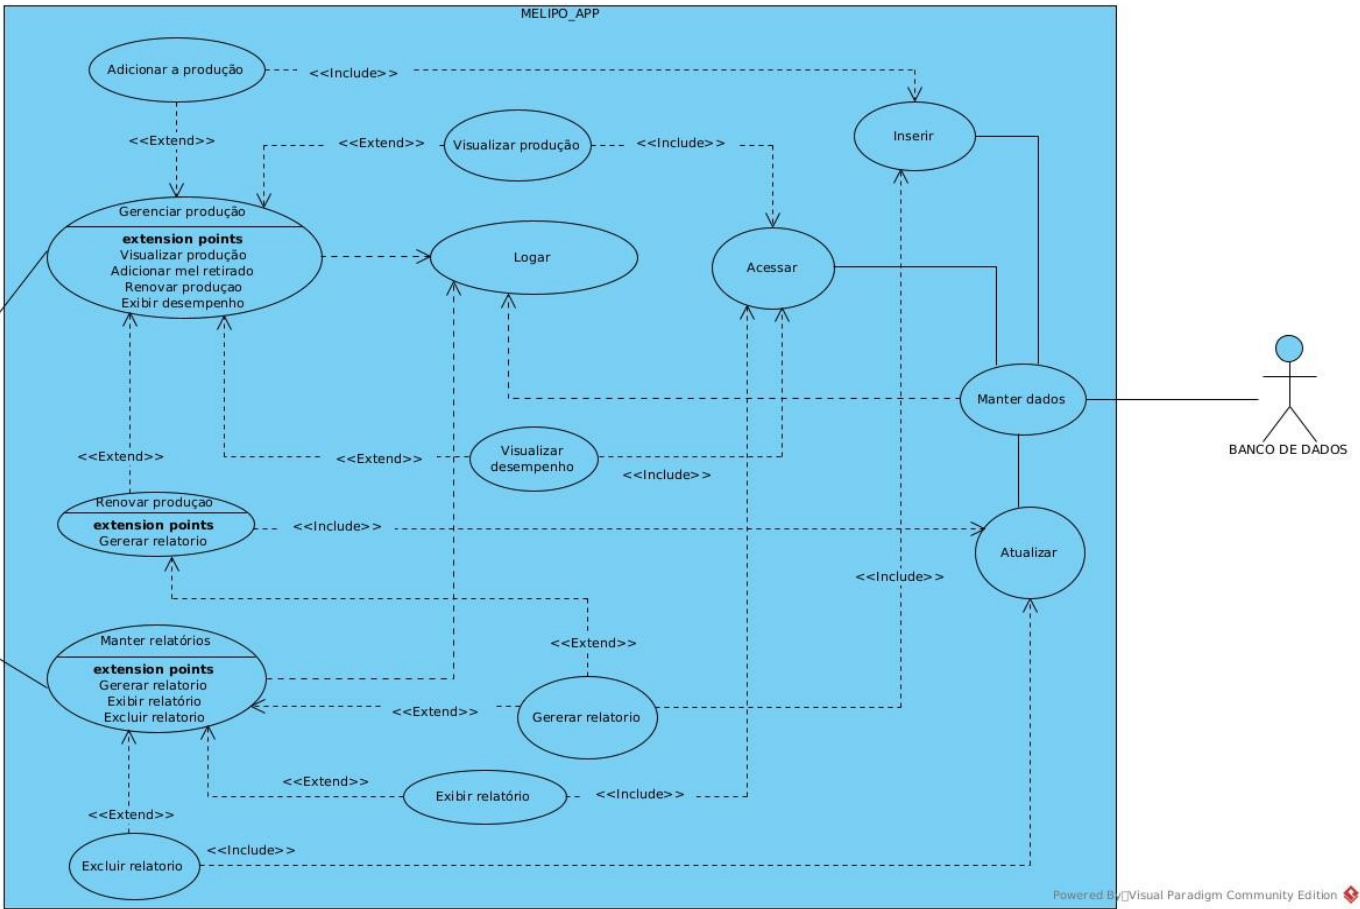 MELIPO_APP
Adicionar a produção
<<Include>>
<<Extend>>
<<Extend>>
Visualizar produção
<<Include>>
Inserir
Gerenciar produção
extension points
Visualizar produção
Adicionar mel retirado
Renovar produçao
Exibir desempenho
Logar
Acessar
Manter dados
BANCO DE DADOS
<<Extend>>
<<Extend>>
Visualizar
desempenho
<<Include>>
Renovar produção
extension points
Gererar relatorio
<<Include>>
Atualizar
<<Include>>
Manter relatórios
extension points
Gererar relatorio
Exibir relatório
Excluir relatorio
<<Extend>>
<<Extend>>
Gererar relatorio
<<Extend>>
Exibir relatório
<<Include>>
<<Extend>>
Excluir relatorio
<<Include>>
Powered By Visual Paradigm Community Edition